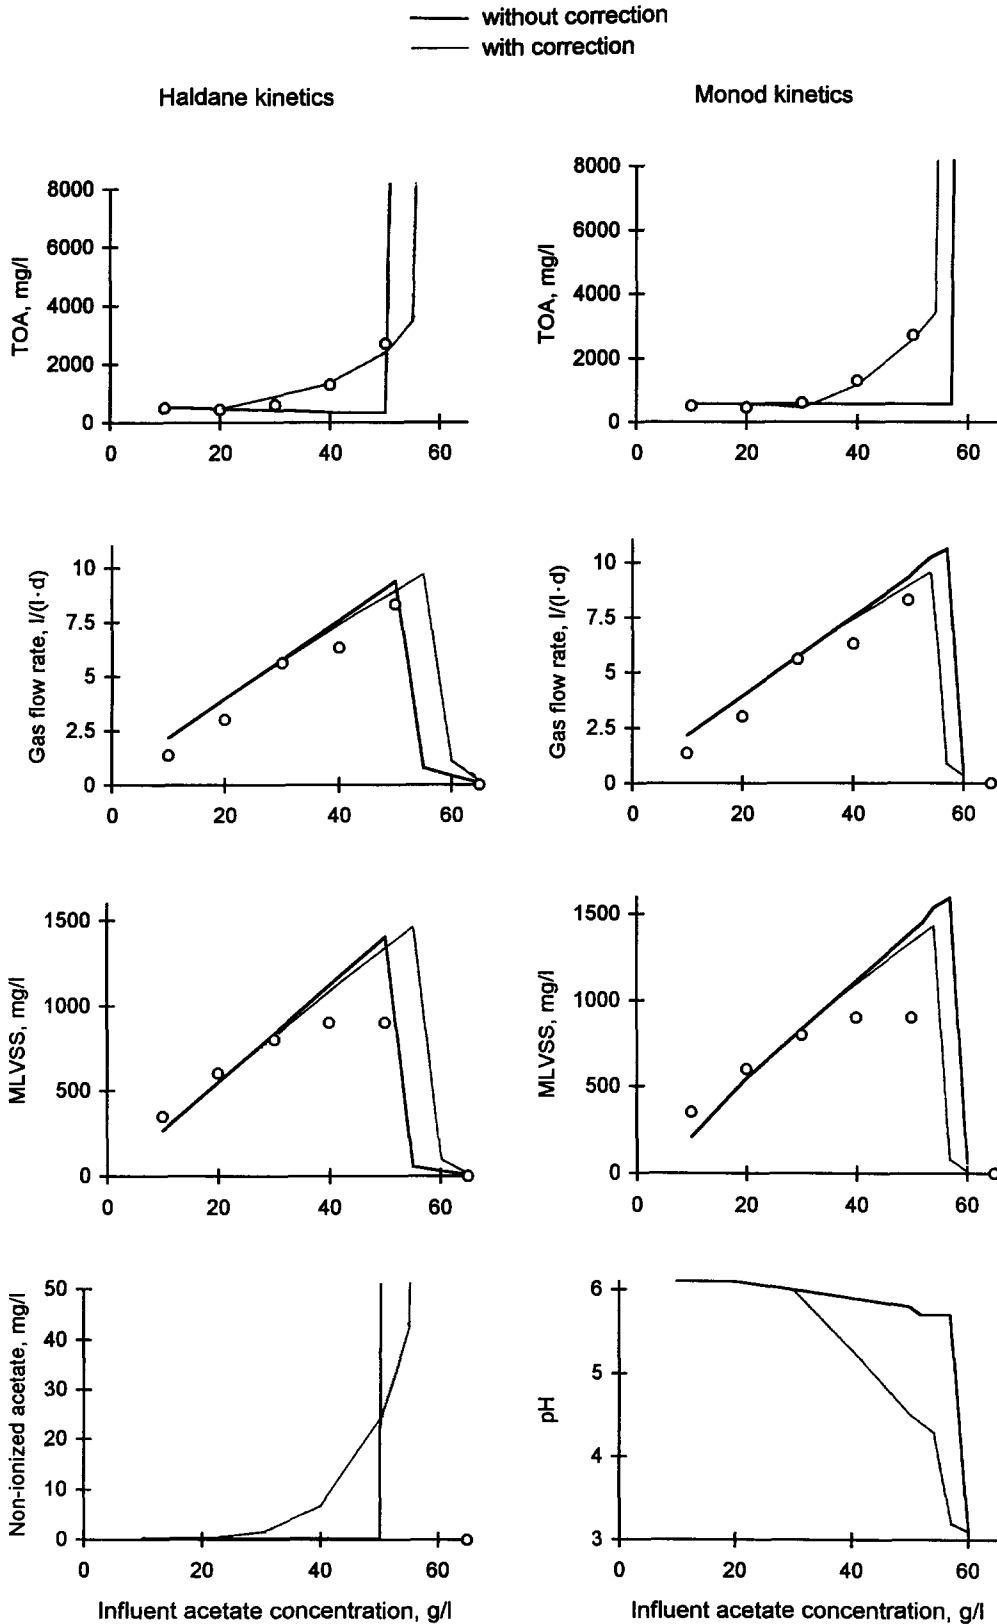 without correction
with correction
Haldane kinetics
Monod kinetics
8000
6000
4000
2000
0
TOA, mg/l
0 20 40 60
8000
6000
4000
2000
0
TOA, mg/l
0 20 40 60
10
7.5
5
2.5
0
Gas flow rate, l/(l·d)
0 20 40 60
10
7.5
5
2.5
0
Gas flow rate, l/(l·d)
0 20 40 60
1500
1000
500
0
MLVSS, mg/l
0 20 40 60
1500
1000
500
0
MLVSS, mg/l
0 20 40 60
50
40
30
20
10
0
Non-ionized acetate, mg/l
0 20 40 60
Influent acetate concentration, g/l
6
5
4
3
pH
0 20 40 60
Influent acetate concentration, g/l